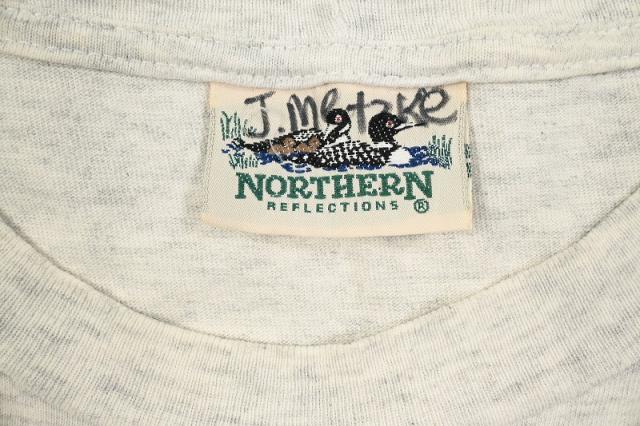 J. Metzke
NORTHERN
REFLECTIONS ®